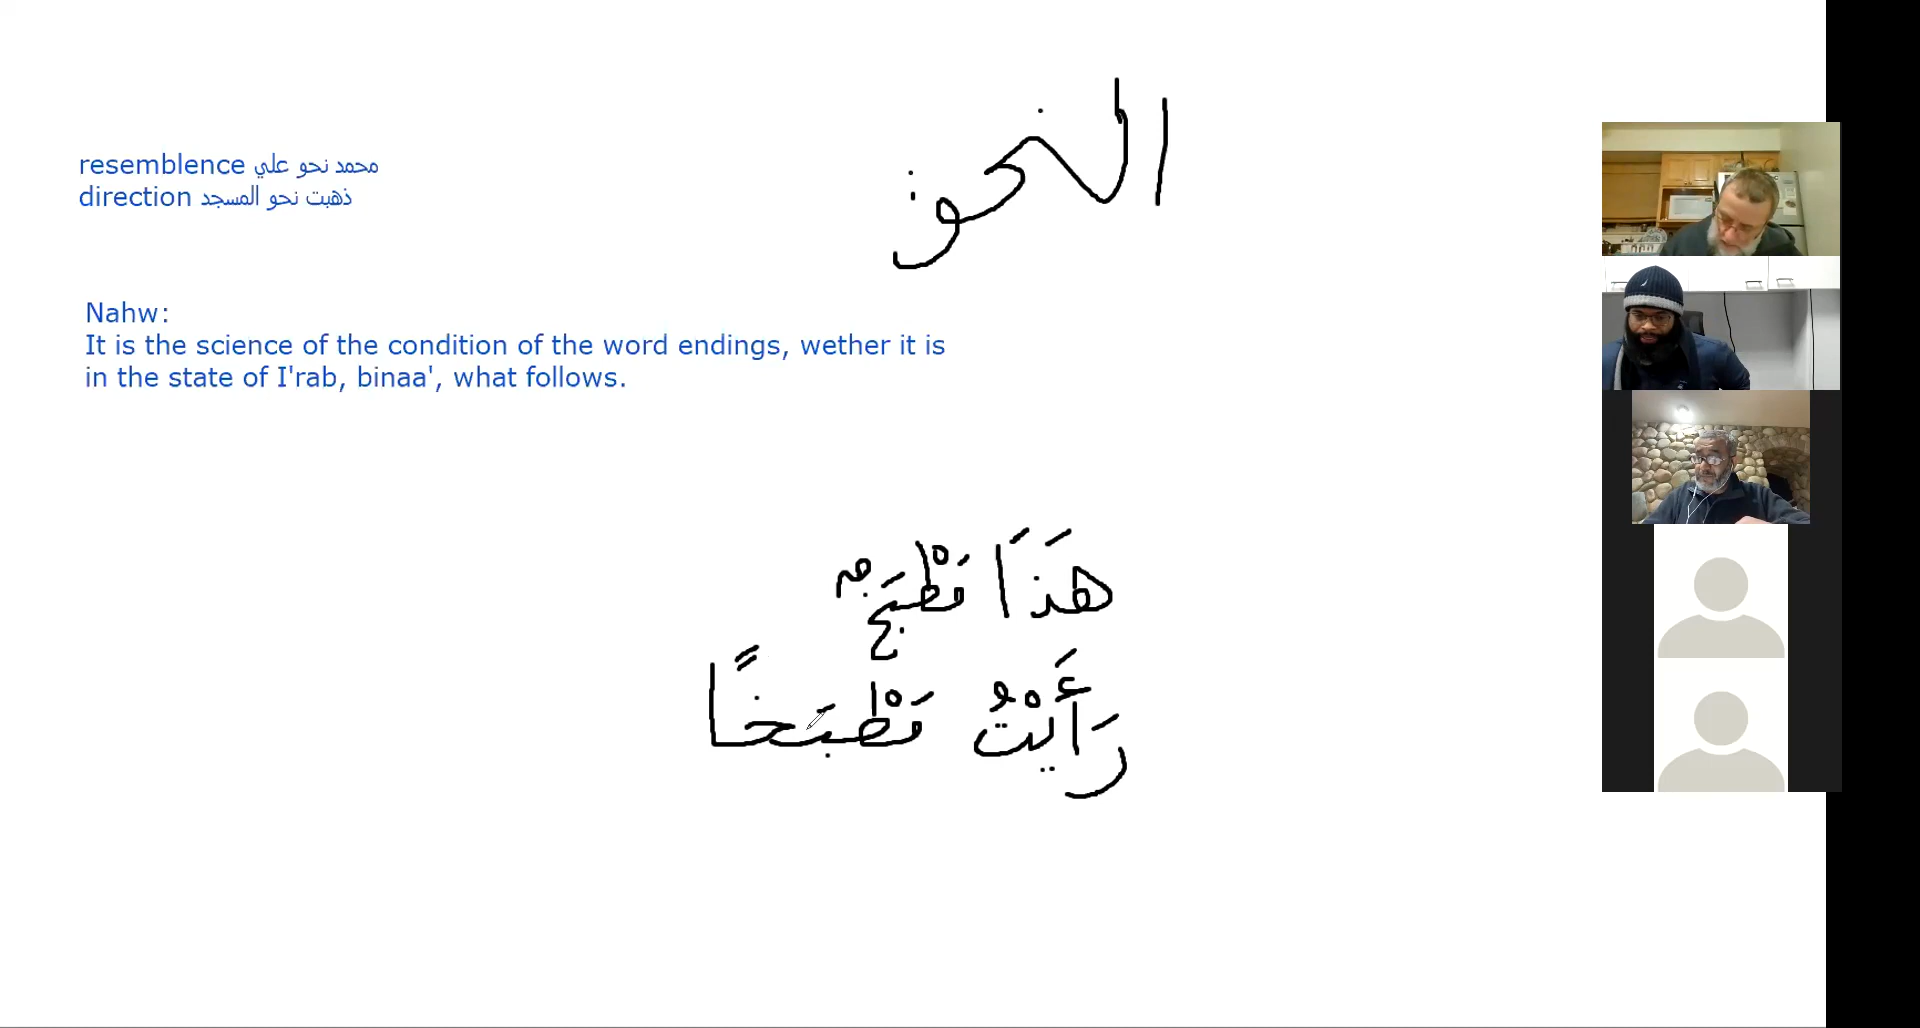 النحو
resemblence محمد نحو علي
direction ذهبت نحو المسجد
Nahw:
It is the science of the condition of the word endings, wether it is
in the state of I'rab, binaa', what follows.
هَذَا مَطْبَخٌ
رَأَيْتُ مَطْبَخًا